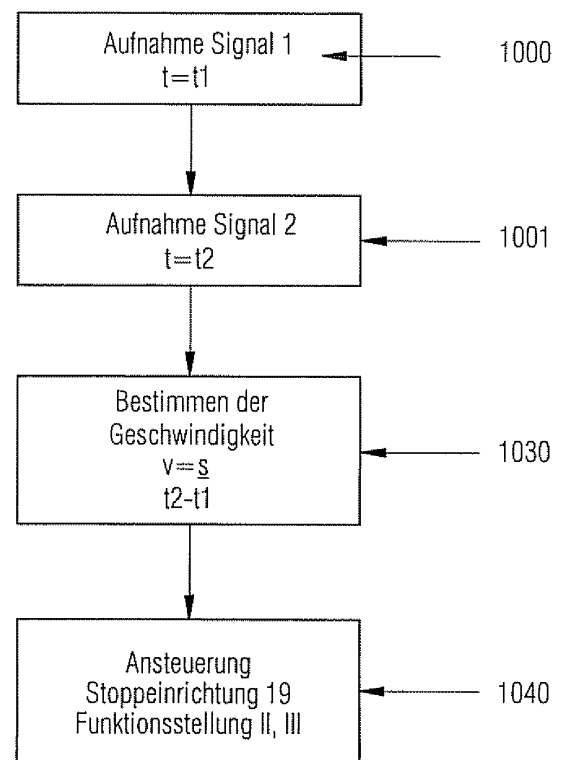 Aufnahme Signal 1
t=t1
1000
Aufnahme Signal 2
t=t2
1001
Bestimmen der
Geschwindigkeit
v=s
t2-t1
1030
Ansteuerung
Stoppeinrichtung 19
Funktionsstellung II, III
1040